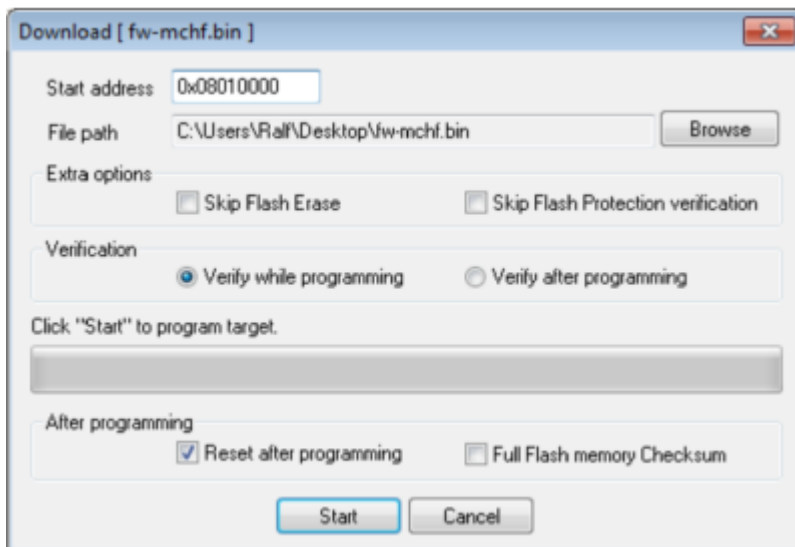 Download [ fw-mchf.bin ]
Start address 0x08010000
File path C:\Users\Ralf\Desktop\fw-mchf.bin Browse
Extra options
Skip Flash Erase Skip Flash Protection verification
Verification
Verify while programming Verify after programming
Click "Start" to program target.
After programming
Reset after programming Full Flash memory Checksum
Start Cancel